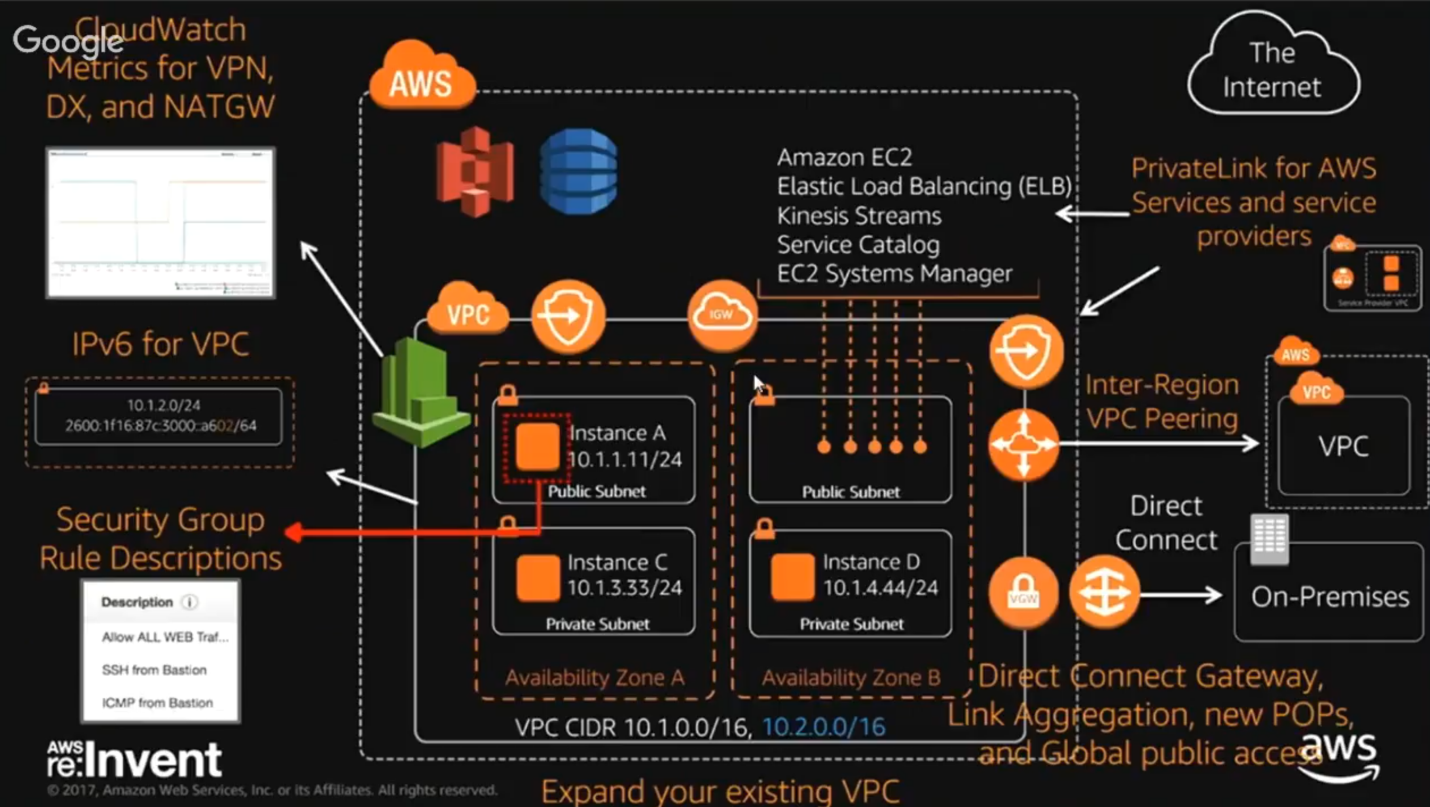 Google
CloudWatch
Metrics for VPN,
DX, and NATGW
IPv6 for VPC
10.1.2.0/24
2600:1f16:87c:3000::a602/64
Security Group
Rule Descriptions
Description
Allow ALL WEB Traf...
SSH from Bastion
ICMP from Bastion
AWS
re:Invent
© 2017, Amazon Web Services, Inc. or its Affiliates. All rights reserved.
AWS
Amazon EC2
Elastic Load Balancing (ELB)
Kinesis Streams
Service Catalog
EC2 Systems Manager
VPC
IGW
Instance A
10.1.1.11/24
Public Subnet
Instance C
10.1.3.33/24
Private Subnet
Availability Zone A
Public Subnet
Instance D
10.1.4.44/24
Private Subnet
Availability Zone B
VPC CIDR 10.1.0.0/16, 10.2.0.0/16
Expand your existing VPC
The
Internet
PrivateLink for AWS
Services and service
providers
VPC
Service Provider VPC
Inter-Region
VPC Peering
AWS
VPC
VPC
Direct
Connect
VGW
On-Premises
Direct Connect Gateway,
Link Aggregation, new POPs,
and Global public access
aws